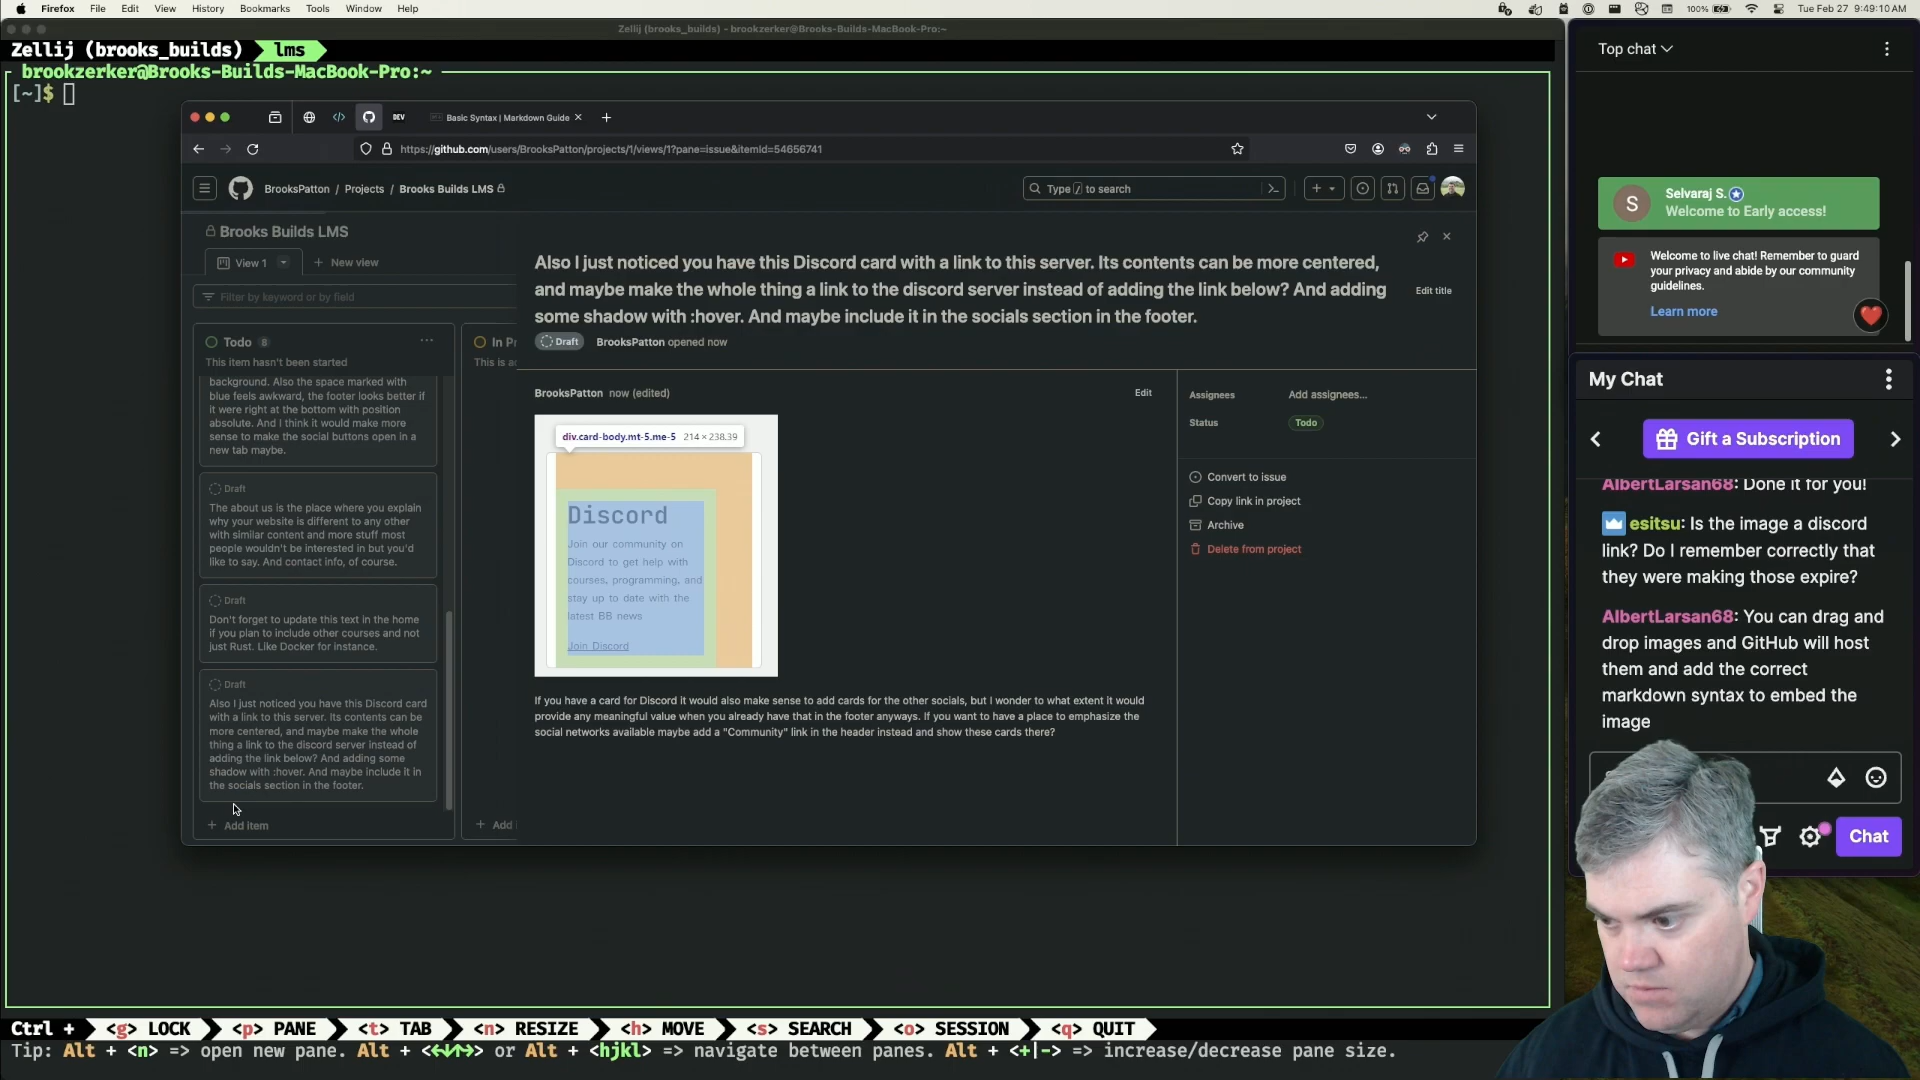 Firefox File Edit View History Bookmarks Tools Window Help
100% Tue Feb 27 9:49:10 AM
Zellij (brooks_builds) - brookzerker@Brooks-Builds-MacBook-Pro:~
Zellij (brooks_builds) lms
brookzerker@Brooks-Builds-MacBook-Pro:~
[~]$
DEV
Basic Syntax | Markdown Guide
https://github.com/users/BrooksPatton/projects/1/views/1?pane=issue&itemId=54656741
BrooksPatton / Projects / Brooks Builds LMS
Type / to search
Brooks Builds LMS
View 1
New view
Filter by keyword or by field
Todo 8
This item hasn't been started
background. Also the space marked with
blue feels awkward, the footer looks better if
it were right at the bottom with position
absolute. And I think it would make more
sense to make the social buttons open in a
new tab maybe.
Draft
The about us is the place where you explain
why your website is different to any other
with similar content and more stuff most
people wouldn't be interested in but you'd
like to say. And contact info, of course.
Draft
Don't forget to update this text in the home
if you plan to include other courses and not
just Rust. Like Docker for instance.
Draft
Also I just noticed you have this Discord card
with a link to this server. Its contents can be
more centered, and maybe make the whole
thing a link to the discord server instead of
adding the link below? And adding some
shadow with :hover. And maybe include it in
the socials section in the footer.
+ Add item
In Pr
This is ac
+ Add i
Also I just noticed you have this Discord card with a link to this server. Its contents can be more centered,
and maybe make the whole thing a link to the discord server instead of adding the link below? And adding
some shadow with :hover. And maybe include it in the socials section in the footer.
Edit title
Draft
BrooksPatton opened now
BrooksPatton now (edited)
Edit
div.card-body.mt-5.me-5 214 × 238.39
Discord
Join our community on
Discord to get help with
courses, programming, and
stay up to date with the
latest BB news
Join Discord
If you have a card for Discord it would also make sense to add cards for the other socials, but I wonder to what extent it would
provide any meaningful value when you already have that in the footer anyways. If you want to have a place to emphasize the
social networks available maybe add a "Community" link in the header instead and show these cards there?
Assignees Add assignees...
Status Todo
Convert to issue
Copy link in project
Archive
Delete from project
Top chat
S
Selvaraj S.
Welcome to Early access!
Welcome to live chat! Remember to guard
your privacy and abide by our community
guidelines.
Learn more
My Chat
Gift a Subscription
AlbertLarsan68: Done it for you!
esitsu: Is the image a discord
link? Do I remember correctly that
they were making those expire?
AlbertLarsan68: You can drag and
drop images and GitHub will host
them and add the correct
markdown syntax to embed the
image
Chat
Ctrl + <g> LOCK <p> PANE <t> TAB <n> RESIZE <h> MOVE <s> SEARCH <o> SESSION <q> QUIT
Tip: Alt + <n> => open new pane. Alt + <←↓↑→> or Alt + <hjkl> => navigate between panes. Alt + <+|-> => increase/decrease pane size.